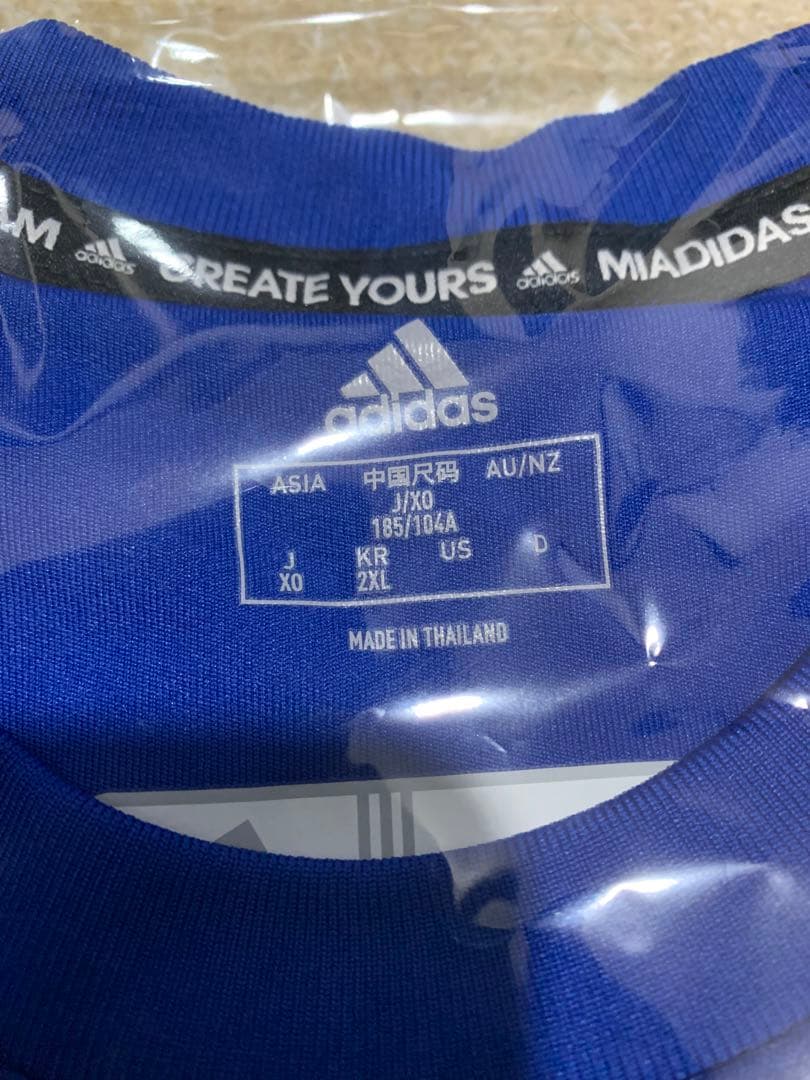 AM adidas CREATE YOURS adidas MIADIDAS
adidas
ASIA 中国尺码 AU/NZ
J/XO
185/104A
J KR US D
XO 2XL
MADE IN THAILAND